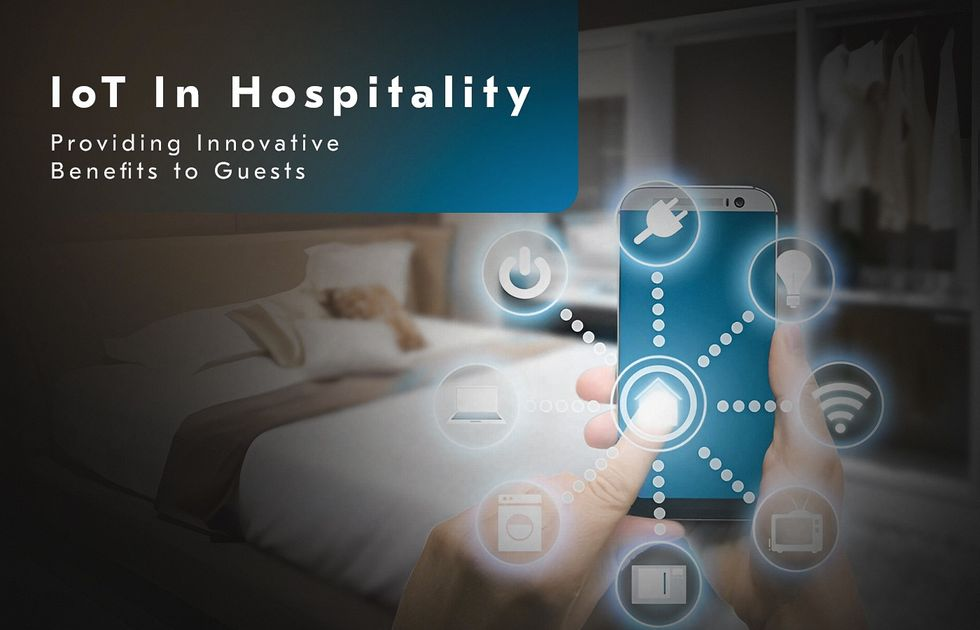 IoT In Hospitality
Providing Innovative
Benefits to Guests